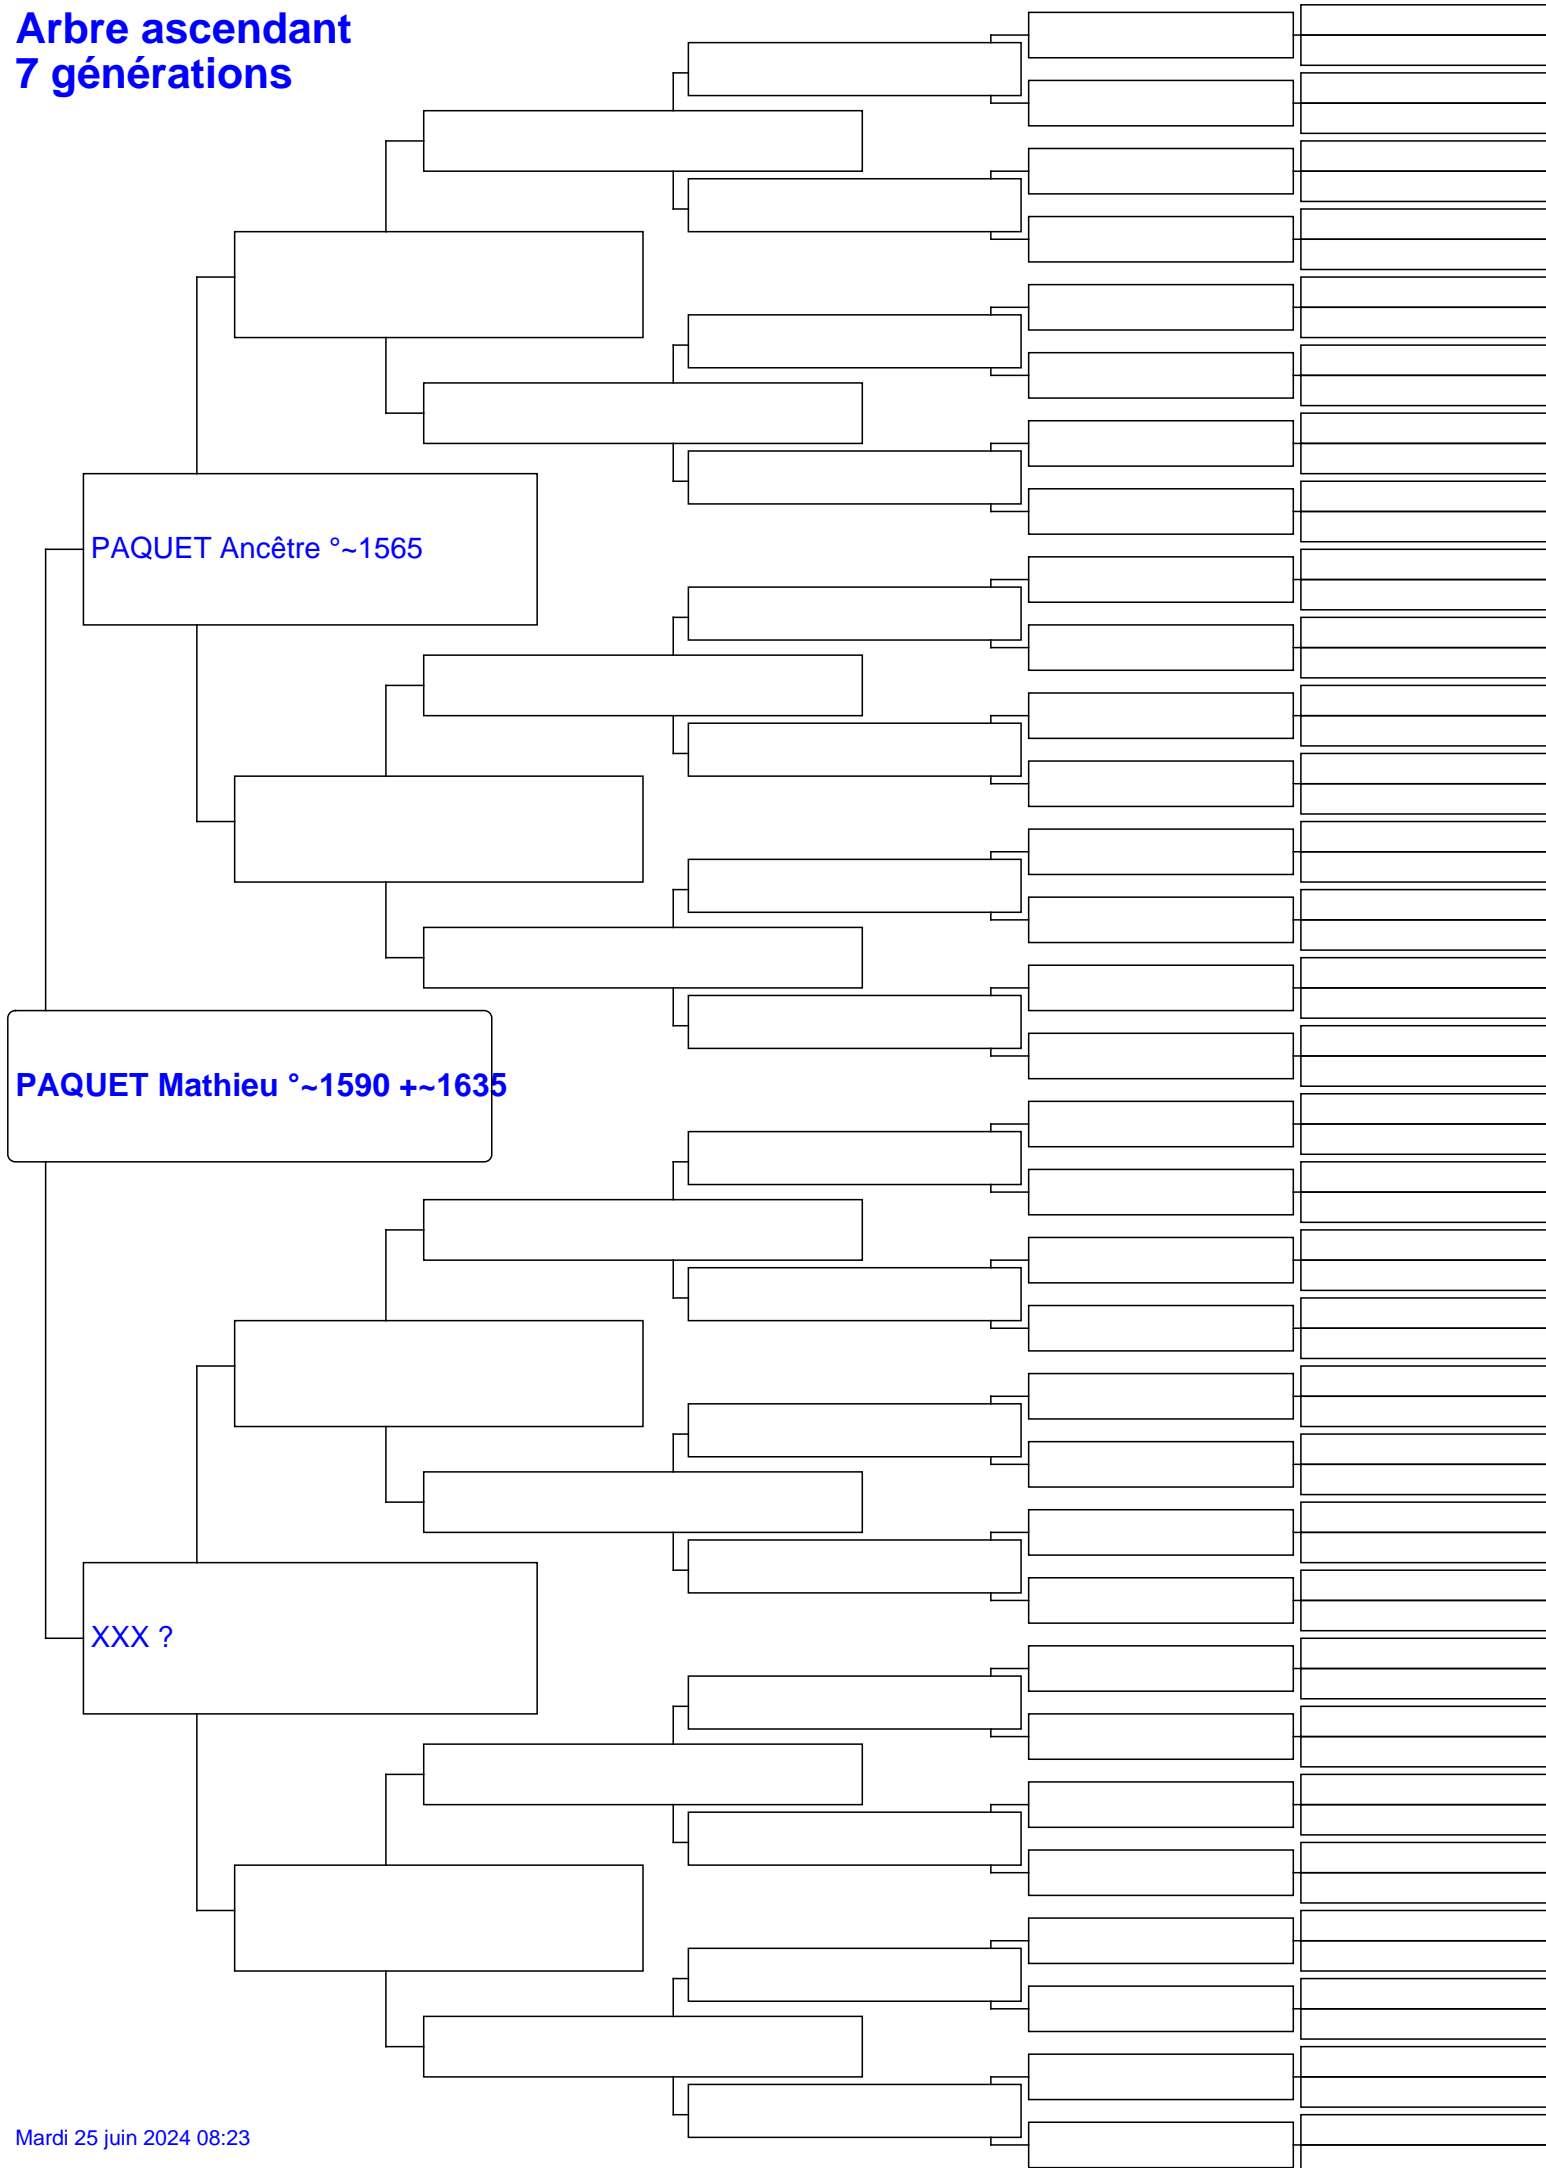 Arbre ascendant
7 générations
PAQUET Ancêtre °~1565
PAQUET Mathieu °~1590 +~1635
XXX ?
Mardi 25 juin 2024 08:23